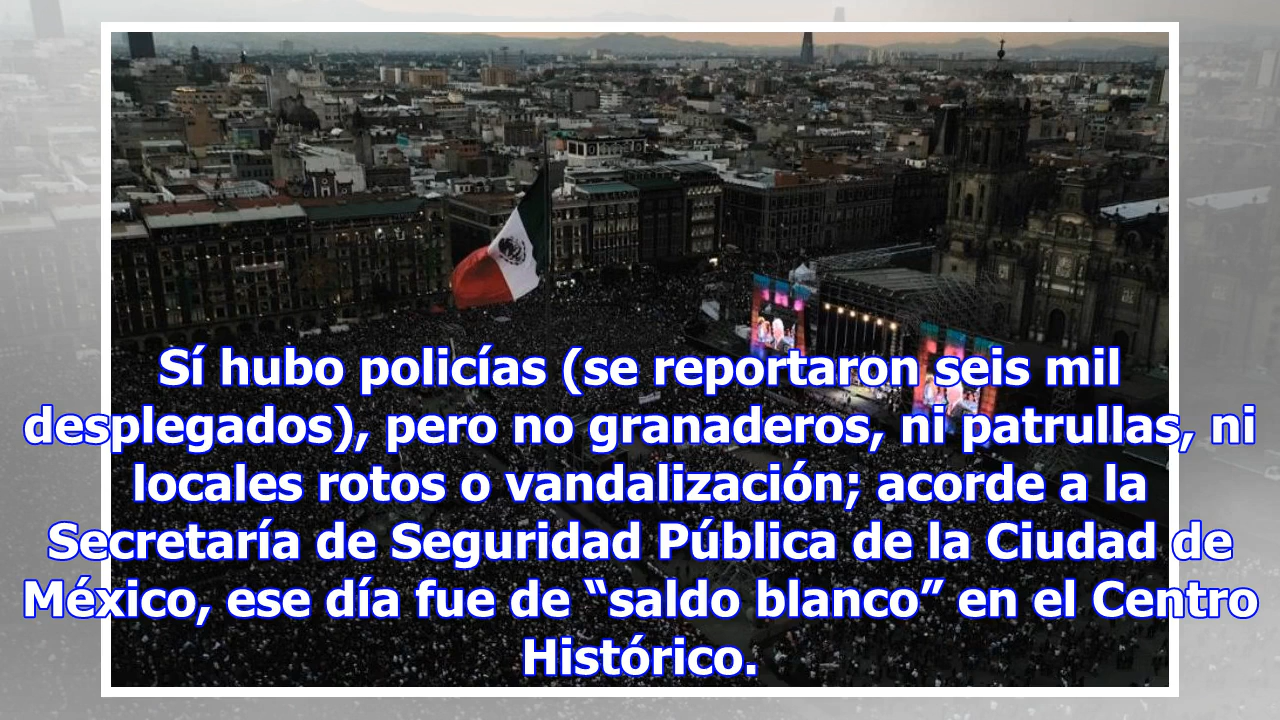 Sí hubo policías (se reportaron seis mil
desplegados), pero no granaderos, ni patrullas, ni
locales rotos o vandalización; acorde a la
Secretaría de Seguridad Pública de la Ciudad de
México, ese día fue de “saldo blanco” en el Centro
Histórico.